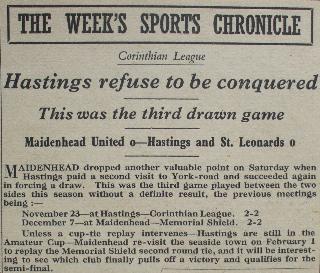 THE WEEK'S SPORTS CHRONICLE
Corinthian League
Hastings refuse to be conquered
This was the third drawn game
Maidenhead United 0—Hastings and St. Leonards 0
MAIDENHEAD dropped another valuable point on Saturday when
Hastings paid a second visit to York-road and succeeded again
in forcing a draw. This was the third game played between the two
sides this season without a definite result, the previous meetings
being :—
November 23—at Hastings—Corinthian League. 2-2
December 7—at Maidenhead—Memorial Shield. 2-2
Unless a cup-tie replay intervenes—Hastings are still in the
Amateur Cup—Maidenhead re-visit the seaside town on February 1
to replay the Memorial Shield second round tie, and it will be interest-
ing to see which club finally pulls off a victory and qualifies for the
semi-final.